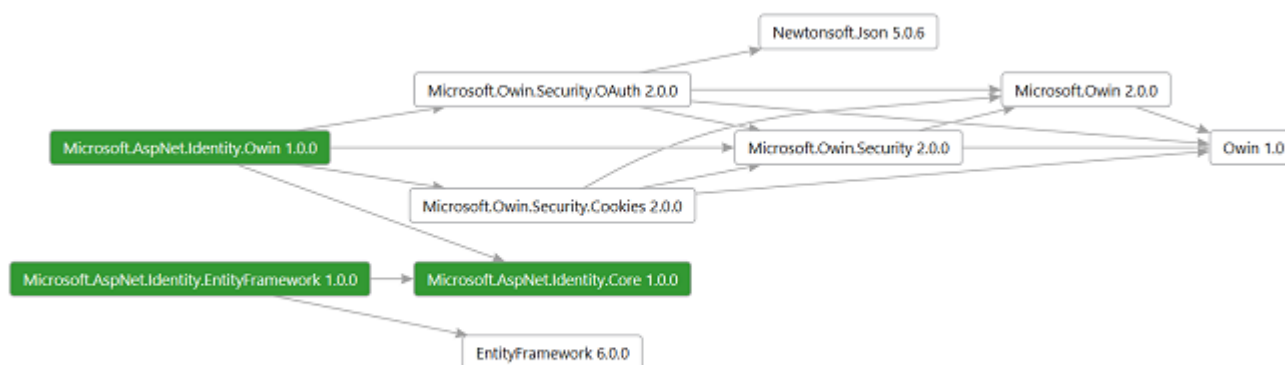 Newtonsoft.Json 5.0.6
Microsoft.Owin.Security.OAuth 2.0.0
Microsoft.Owin 2.0.0
Microsoft.AspNet.Identity.Owin 1.0.0
Microsoft.Owin.Security 2.0.0
Owin 1.0
Microsoft.Owin.Security.Cookies 2.0.0
Microsoft.AspNet.Identity.EntityFramework 1.0.0
Microsoft.AspNet.Identity.Core 1.0.0
EntityFramework 6.0.0